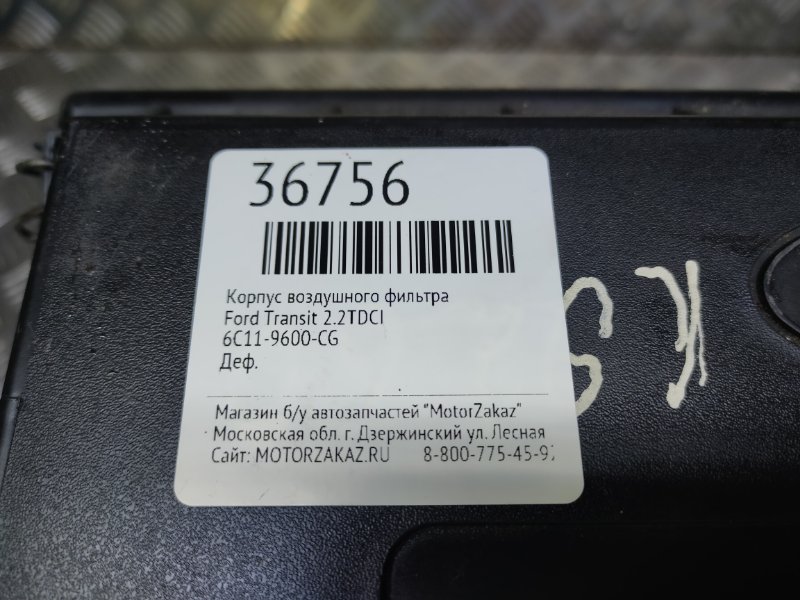 36756
Корпус воздушного фильтра
Ford Transit 2.2TDCI
6C11-9600-CG
Деф.
Магазин б/у автозапчастей "MotorZakaz"
Московская обл. г. Дзержинский ул. Лесная
Сайт: MOTORZAKAZ.RU 8-800-775-45-9